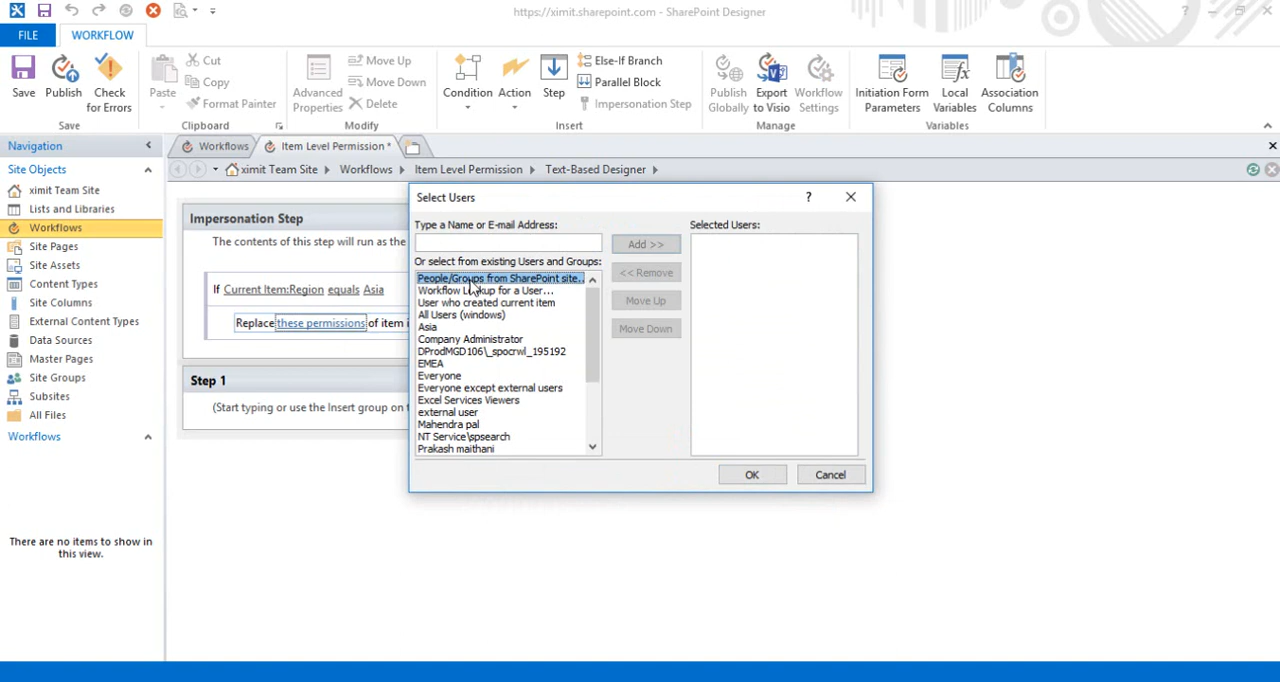 https://ximit.sharepoint.com - SharePoint Designer
?
FILE
WORKFLOW
Save
Publish
Check for Errors
Save
Paste
Cut
Copy
Format Painter
Clipboard
Advanced Properties
Move Up
Move Down
Delete
Modify
Condition
Action
Step
Else-If Branch
Parallel Block
Impersonation Step
Insert
Publish Globally
Export to Visio
Workflow Settings
Manage
Initiation Form Parameters
Local Variables
Association Columns
Variables
Navigation
Site Objects
ximit Team Site
Lists and Libraries
Workflows
Site Pages
Site Assets
Content Types
Site Columns
External Content Types
Data Sources
Master Pages
Site Groups
Subsites
All Files
Workflows
There are no items to show in
this view.
Workflows
Item Level Permission *
ximit Team Site
Workflows
Item Level Permission
Text-Based Designer
Impersonation Step
The contents of this step will run as the
If Current Item:Region equals Asia
Replace these permissions of item i
Step 1
(Start typing or use the Insert group on t
Select Users
?
Type a Name or E-mail Address:
Or select from existing Users and Groups:
People/Groups from SharePoint site...
Workflow Lookup for a User...
User who created current item
All Users (windows)
Asia
Company Administrator
DProdMGD106\_spocrwl_195192
EMEA
Everyone
Everyone except external users
Excel Services Viewers
external user
Mahendra pal
NT Service\spsearch
Prakash maithani
Add >>
<< Remove
Move Up
Move Down
Selected Users:
OK
Cancel